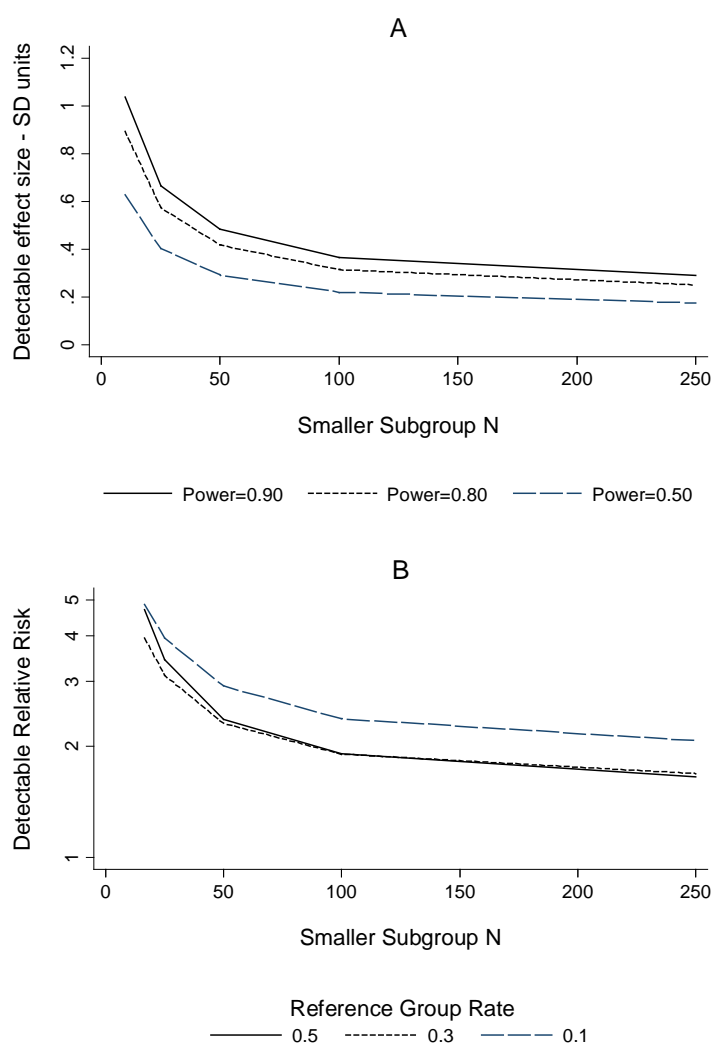 A
Detectable effect size - SD units
1.2
1
.8
.6
.4
.2
0
0 50 100 150 200 250
Smaller Subgroup N
Power=0.90 Power=0.80 Power=0.50
B
Detectable Relative Risk
5
4
3
2
1
0 50 100 150 200 250
Smaller Subgroup N
Reference Group Rate
0.5 0.3 0.1